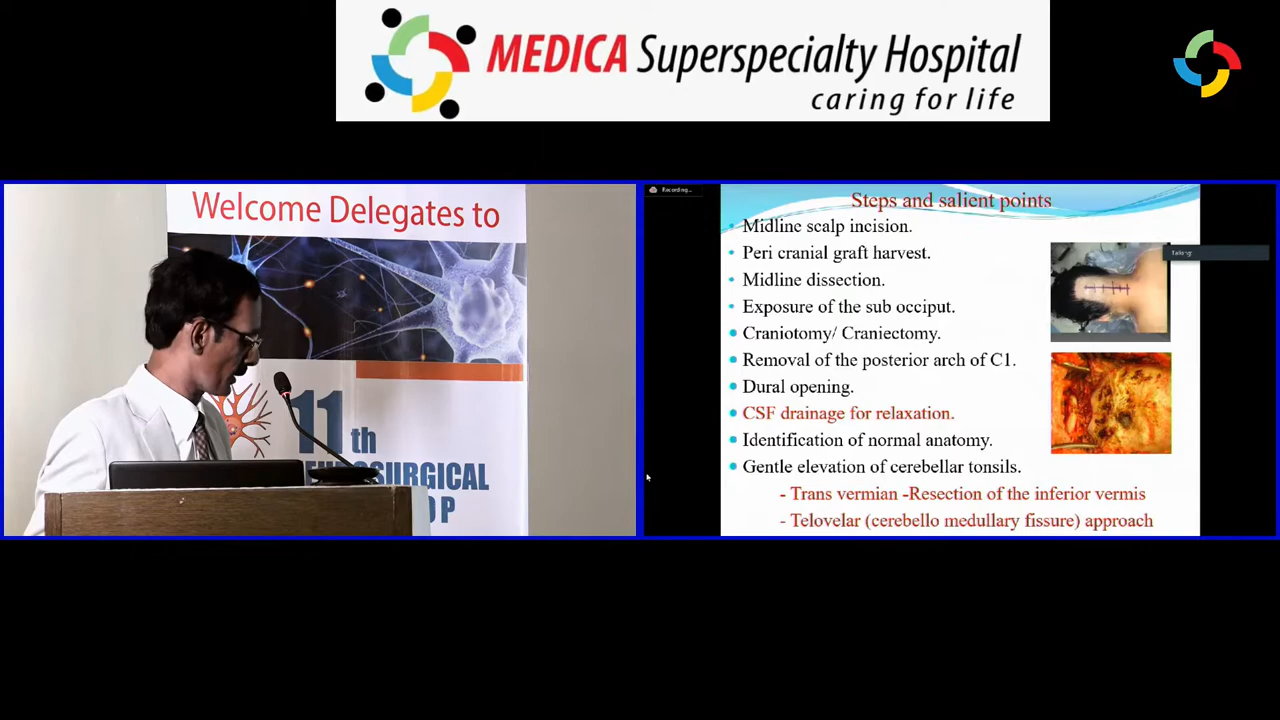 MEDICA Superspecialty Hospital
caring for life
Welcome Delegates to
11th
SURGICAL
Recording...
Steps and salient points
Midline scalp incision.
Peri cranial graft harvest.
Midline dissection.
Exposure of the sub occiput.
Craniotomy/ Craniectomy.
Removal of the posterior arch of C1.
Dural opening.
CSF drainage for relaxation.
Identification of normal anatomy.
Gentle elevation of cerebellar tonsils.
- Trans vermian -Resection of the inferior vermis
- Telovelar (cerebello medullary fissure) approach
Talking: